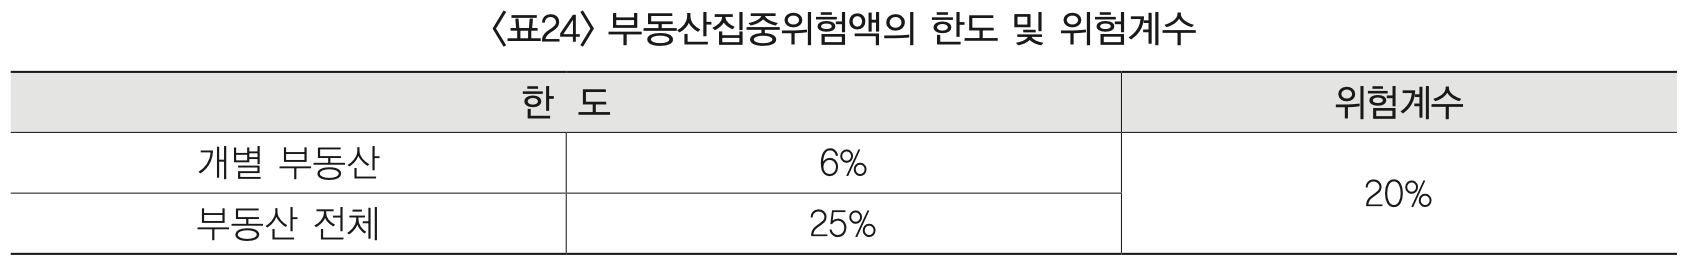 〈표24〉 부동산집중위험액의 한도 및 위험계수
한 도 위험계수
개별 부동산 6%
20%
부동산 전체 25%